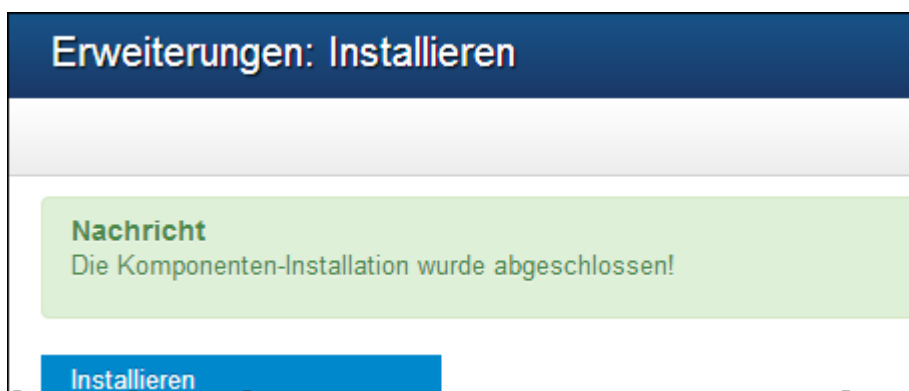 Erweiterungen: Installieren
Nachricht
Die Komponenten-Installation wurde abgeschlossen!
Installieren